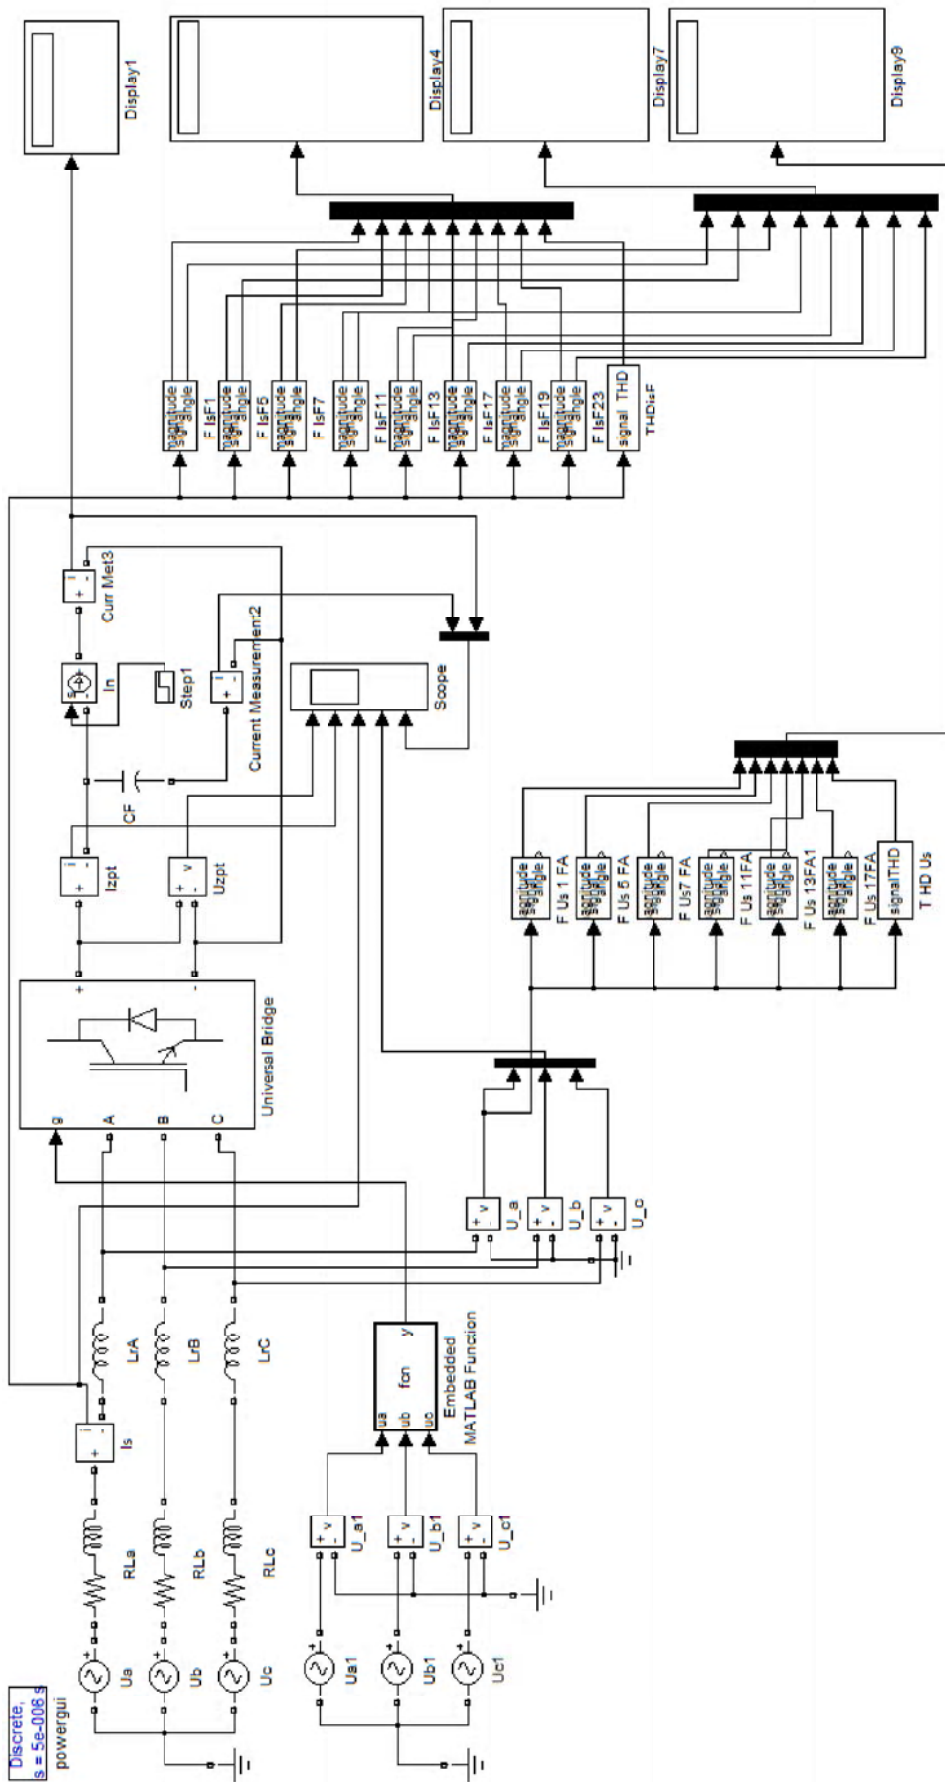 Discrete,
s = 5e-006 s
powergui
Ua
Ub
Uc
RLa
RLb
RLc
Is
i
+
-
LrA
LrB
LrC
g
A
B
C
+
-
Universal Bridge
Izpt
i
+
-
Uzpt
v
+
-
CF
In
s
+
-
Step1
Curr Met3
i
+
-
Current Measurement2
i
+
-
Scope
Display1
Display4
Display7
Display9
F IsF1
F IsF5
F IsF7
F IsF11
F IsF13
F IsF17
F IsF19
F IsF23
signal THD
THDisF
Ua1
Ub1
Uc1
U_a1
U_b1
U_c1
+ v
-
+ v
-
+ v
-
ua
ub
uc
fcn
y
Embedded
MATLAB Function
U_a
U_b
U_c
+ v
-
+ v
-
+ v
-
F Us 1 FA
F Us 5 FA
F Us7 FA
F Us 11FA
F Us 13FA1
F Us 17FA
signalTHD
T HD Us